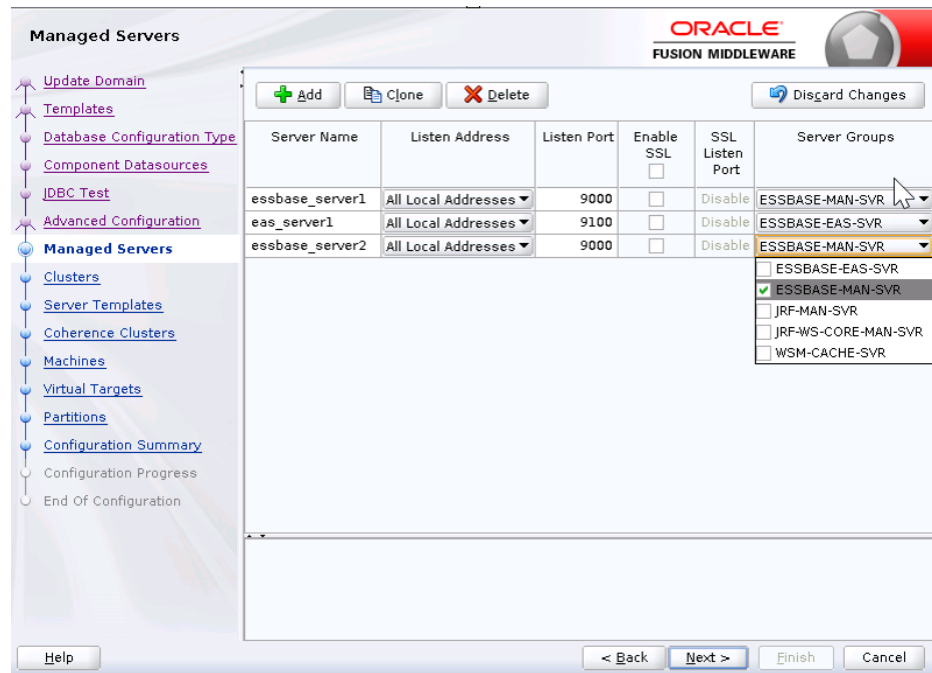 Managed Servers
ORACLE
FUSION MIDDLEWARE
Update Domain
Templates
Database Configuration Type
Component Datasources
JDBC Test
Advanced Configuration
Managed Servers
Clusters
Server Templates
Coherence Clusters
Machines
Virtual Targets
Partitions
Configuration Summary
Configuration Progress
End Of Configuration
Add Clone Delete Discard Changes
Server Name Listen Address Listen Port Enable SSL SSL Listen Port Server Groups
essbase_server1 All Local Addresses 9000 Disable ESSBASE-MAN-SVR
eas_server1 All Local Addresses 9100 Disable ESSBASE-EAS-SVR
essbase_server2 All Local Addresses 9000 Disable ESSBASE-MAN-SVR
ESSBASE-EAS-SVR
ESSBASE-MAN-SVR
JRF-MAN-SVR
JRF-WS-CORE-MAN-SVR
WSM-CACHE-SVR
Help < Back Next > Finish Cancel